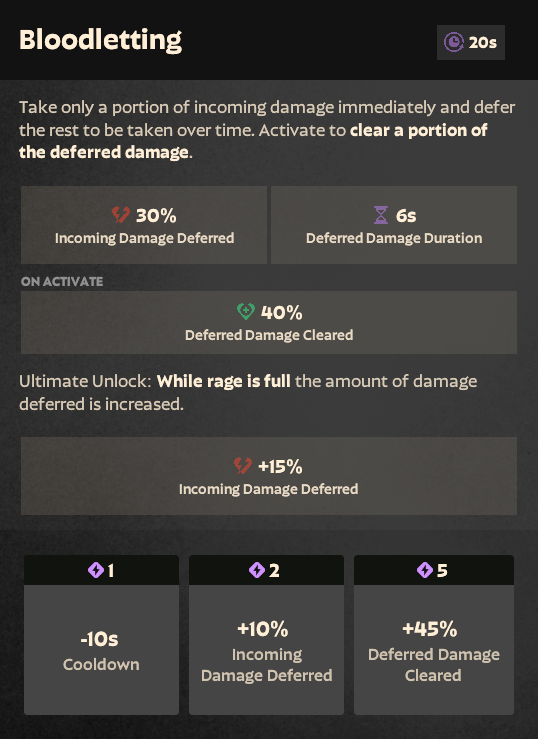 Bloodletting
20s
Take only a portion of incoming damage immediately and defer
the rest to be taken over time. Activate to clear a portion of
the deferred damage.
30%
Incoming Damage Deferred
6s
Deferred Damage Duration
ON ACTIVATE
40%
Deferred Damage Cleared
Ultimate Unlock: While rage is full the amount of damage
deferred is increased.
+15%
Incoming Damage Deferred
1
-10s
Cooldown
2
+10%
Incoming
Damage Deferred
5
+45%
Deferred Damage
Cleared